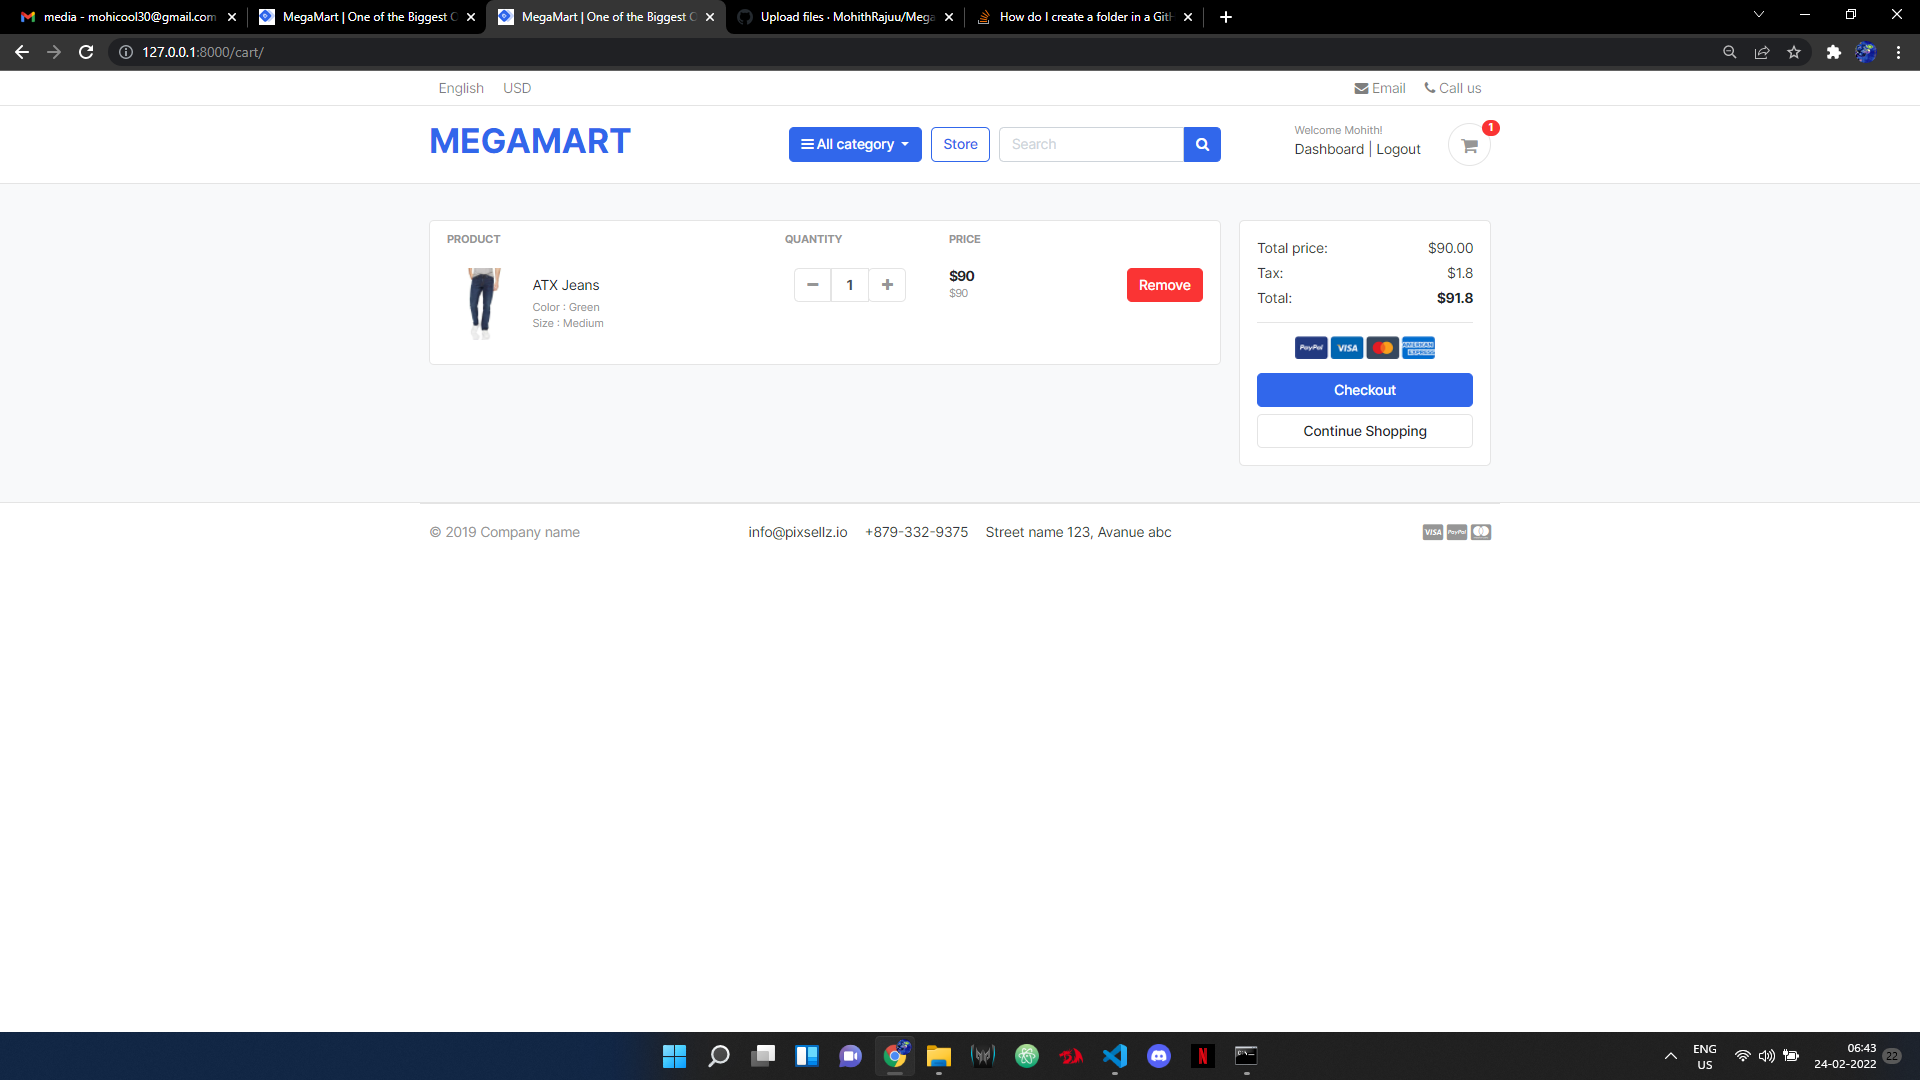 media - mohicool30@gmail.com
MegaMart | One of the Biggest
MegaMart | One of the Biggest
Upload files · MohithRajuu/Mega
How do I create a folder in a Git
127.0.0.1:8000/cart/
English USD
Email Call us
MEGAMART
All category
Store
Search
Welcome Mohith!
Dashboard | Logout
1
PRODUCT QUANTITY PRICE
ATX Jeans
Color : Green
Size : Medium
1
$90
$90
Remove
Total price: $90.00
Tax: $1.8
Total: $91.8
PayPal VISA AMERICAN EXPRESS
Checkout
Continue Shopping
© 2019 Company name
info@pixsellz.io +879-332-9375 Street name 123, Avanue abc
VISA PayPal
N
ENG
US
06:43
24-02-2022
22